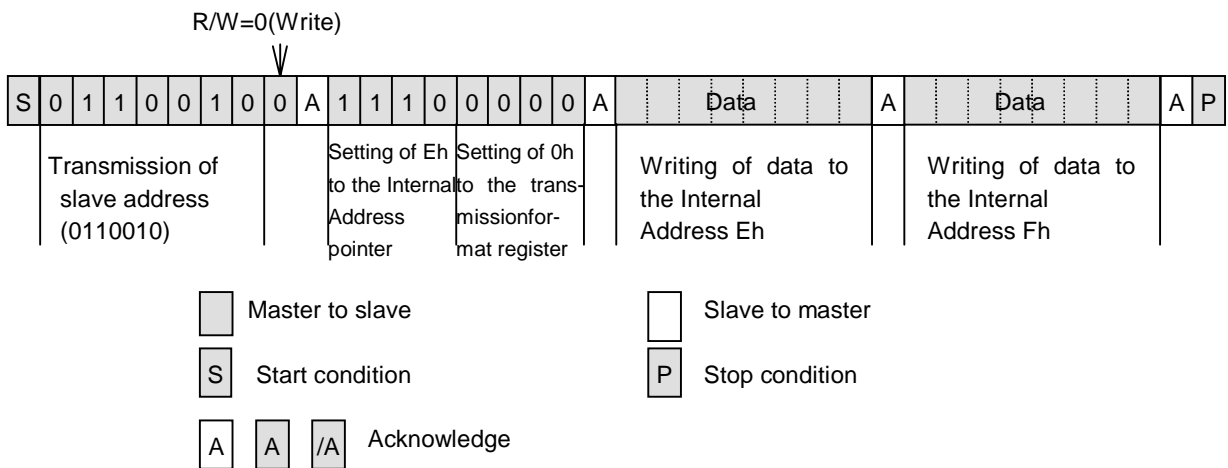 R/W=0(Write)
S 0 1 1 0 0 1 0 0 A 1 1 1 0 0 0 0 0 A Data A Data A P
Transmission of
slave address
(0110010)
Setting of Eh
to the Internal
Address
pointer
Setting of 0h
to the trans-
missionfor-
mat register
Writing of data to
the Internal
Address Eh
Writing of data to
the Internal
Address Fh
Master to slave
Slave to master
S Start condition
P Stop condition
A A /A Acknowledge